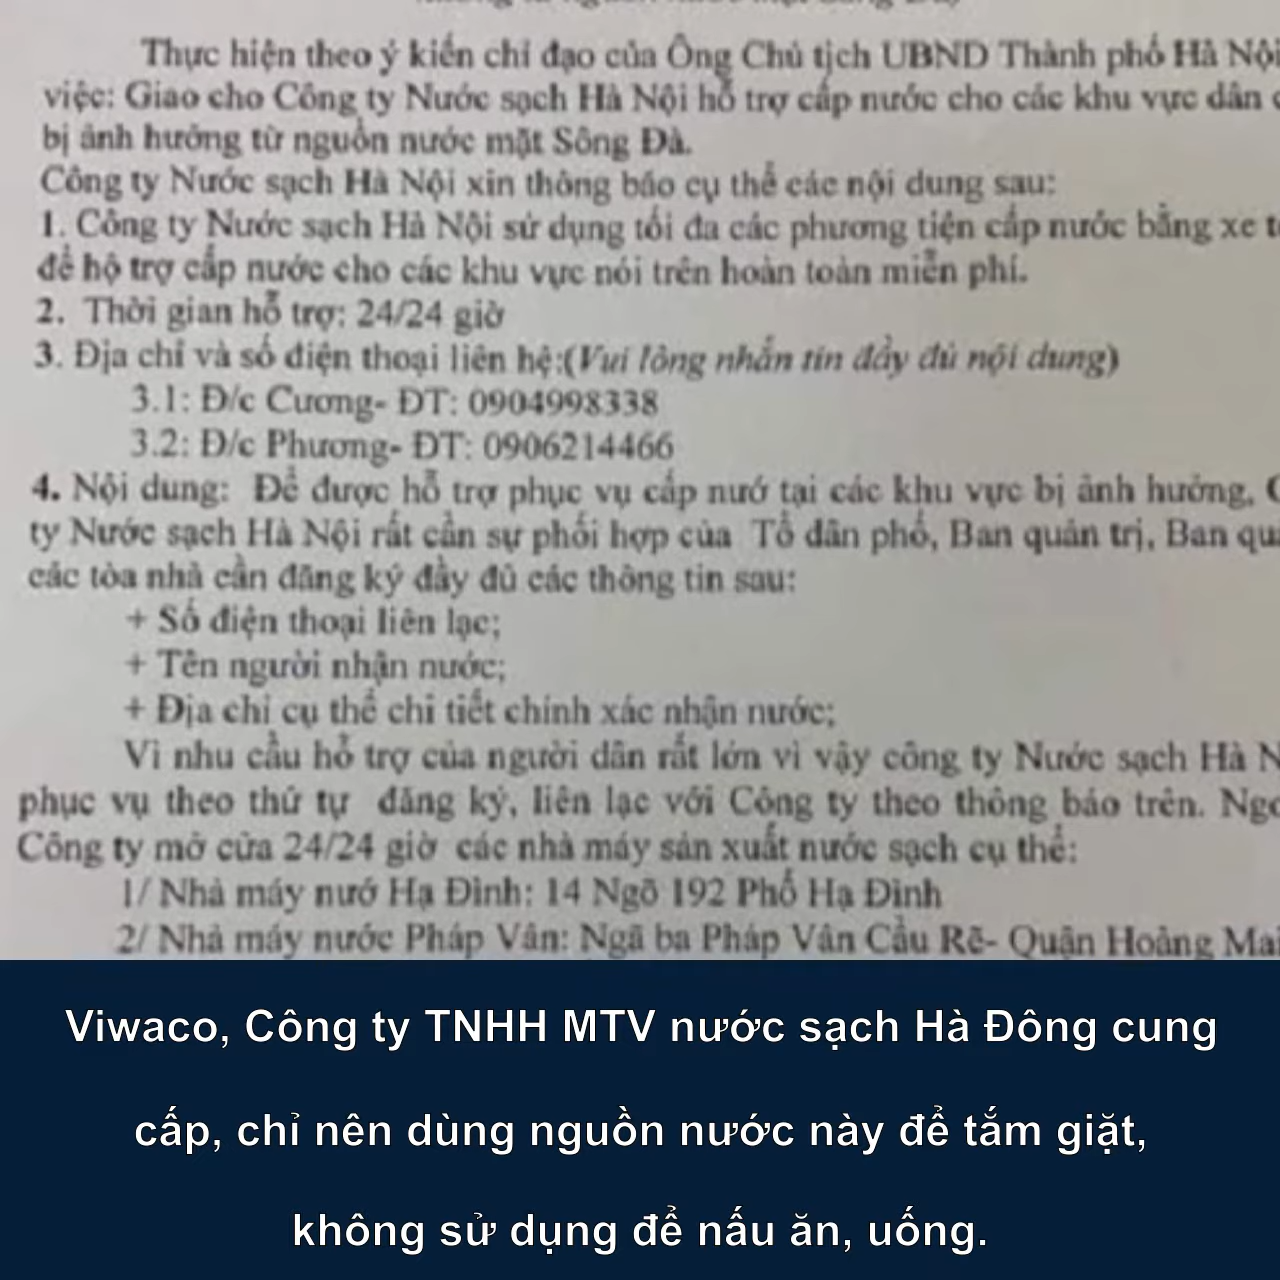 Thực hiện theo ý kiến chỉ đạo của Ông Chủ tịch UBND Thành phố Hà Nội
việc: Giao cho Công ty Nước sạch Hà Nội hỗ trợ cấp nước cho các khu vực dân
bị ảnh hưởng từ nguồn nước mặt Sông Đà.
Công ty Nước sạch Hà Nội xin thông báo cụ thể các nội dung sau:
1. Công ty Nước sạch Hà Nội sử dụng tối đa các phương tiện cấp nước bằng xe
để hộ trợ cấp nước cho các khu vực nói trên hoàn toàn miễn phí.
2. Thời gian hỗ trợ: 24/24 giờ
3. Địa chỉ và số điện thoại liên hệ:(Vui lòng nhắn tin đầy đủ nội dung)
3.1: Đ/c Cương- ĐT: 0904998338
3.2: Đ/c Phương- ĐT: 0906214466
4. Nội dung: Để được hỗ trợ phục vụ cấp nướ tại các khu vực bị ảnh hưởng,
ty Nước sạch Hà Nội rất cần sự phối hợp của Tổ dân phố, Ban quản trị, Ban
các tòa nhà cần đăng ký đầy đủ các thông tin sau:
+ Số điện thoại liên lạc;
+ Tên người nhận nước;
+ Địa chỉ cụ thể chi tiết chính xác nhận nước;
Vì nhu cầu hỗ trợ của người dân rất lớn vì vậy công ty Nước sạch Hà
phục vụ theo thứ tự đăng ký, liên lạc với Công ty theo thông báo trên.
Công ty mở cửa 24/24 giờ các nhà máy sản xuất nước sạch cụ thể:
1/ Nhà máy nướ Hạ Đình: 14 Ngõ 192 Phố Hạ Đình
2/ Nhà máy nước Pháp Vân: Ngã ba Pháp Vân Cầu Rẽ- Quận Hoàng Mai
Viwaco, Công ty TNHH MTV nước sạch Hà Đông cung
cấp, chỉ nên dùng nguồn nước này để tắm giặt,
không sử dụng để nấu ăn, uống.